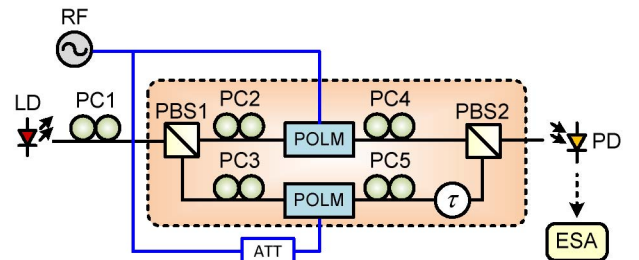 RF
LD
PC1
PBS1
PC2
POLM
PC4
PBS2
PD
PC3
POLM
PC5
τ
ATT
ESA